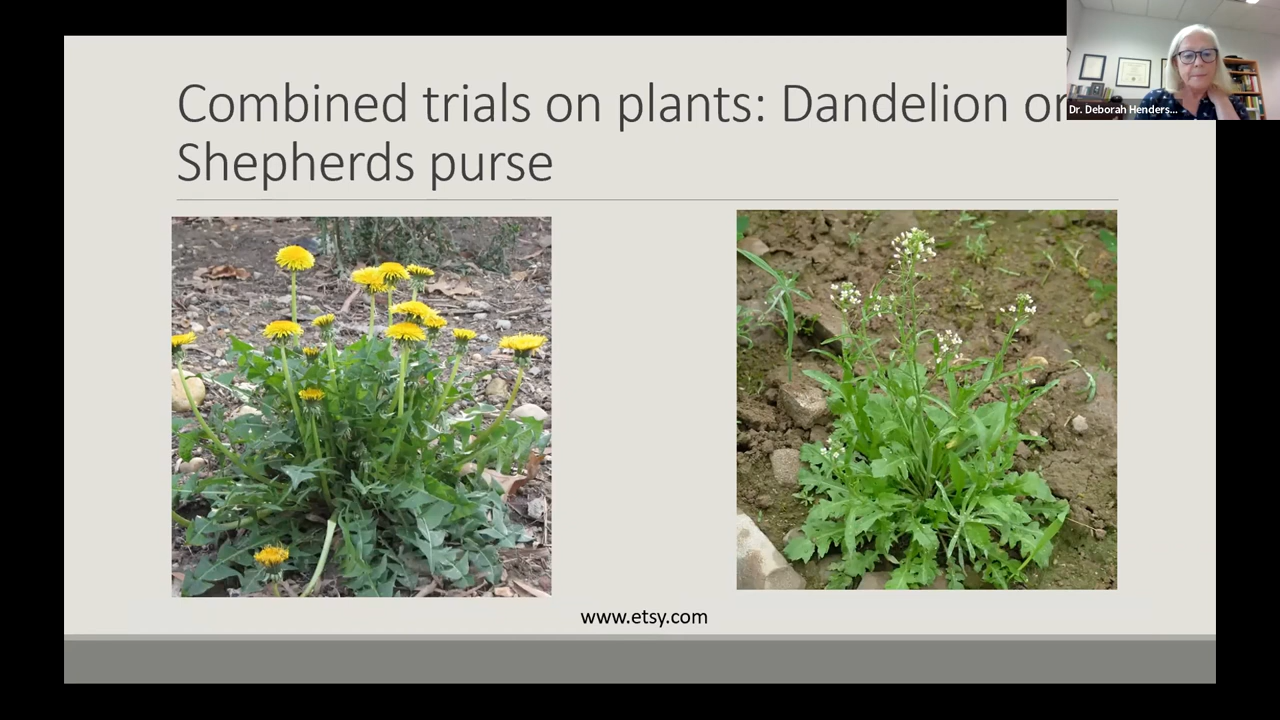 Combined trials on plants: Dandelion or
Shepherds purse
Dr. Deborah Henders...
www.etsy.com